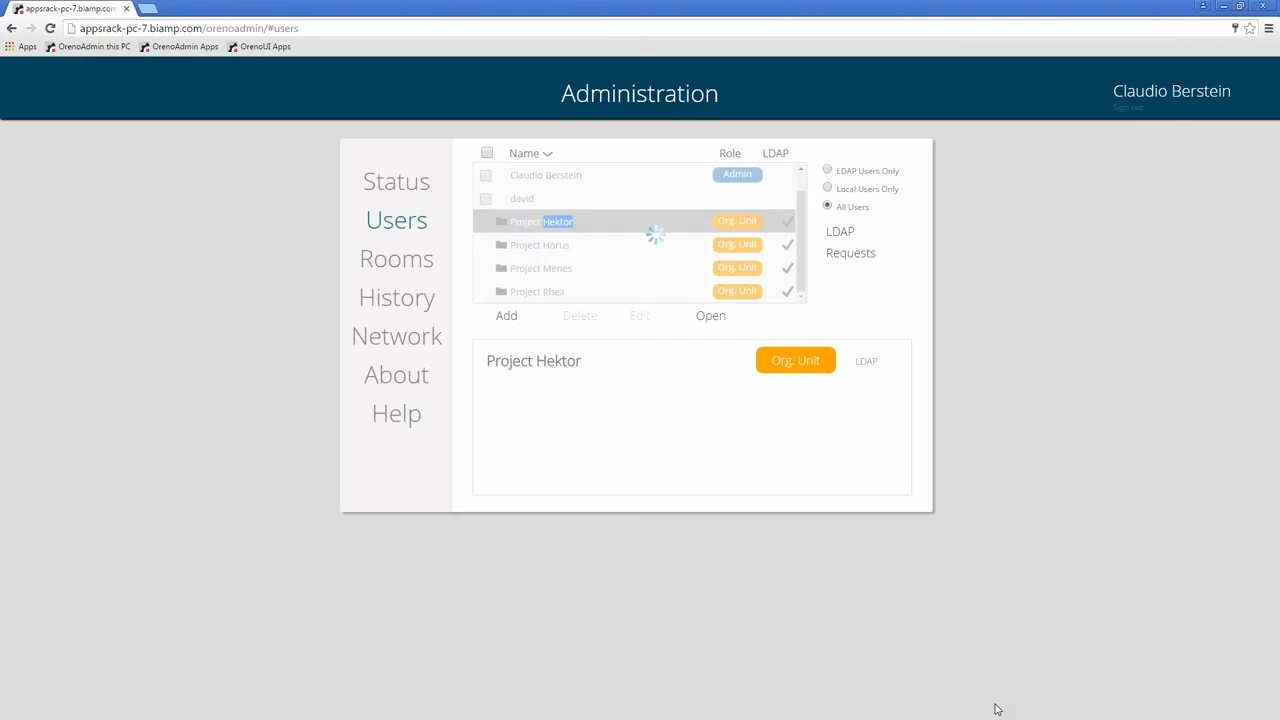 appsrack-pc-7.biamp.com
appsrack-pc-7.biamp.com/orenoadmin/#users
Apps OrenoAdmin this PC OrenoAdmin Apps OrenoUI Apps
Administration
Claudio Berstein
Sign out
Status
Users
Rooms
History
Network
About
Help
Name Role LDAP
Claudio Berstein Admin
david
Project Hektor Org. Unit
Project Horus Org. Unit
Project Menes Org. Unit
Project Rhea Org. Unit
LDAP Users Only
Local Users Only
All Users
LDAP
Requests
Add Delete Edit Open
Project Hektor Org. Unit LDAP